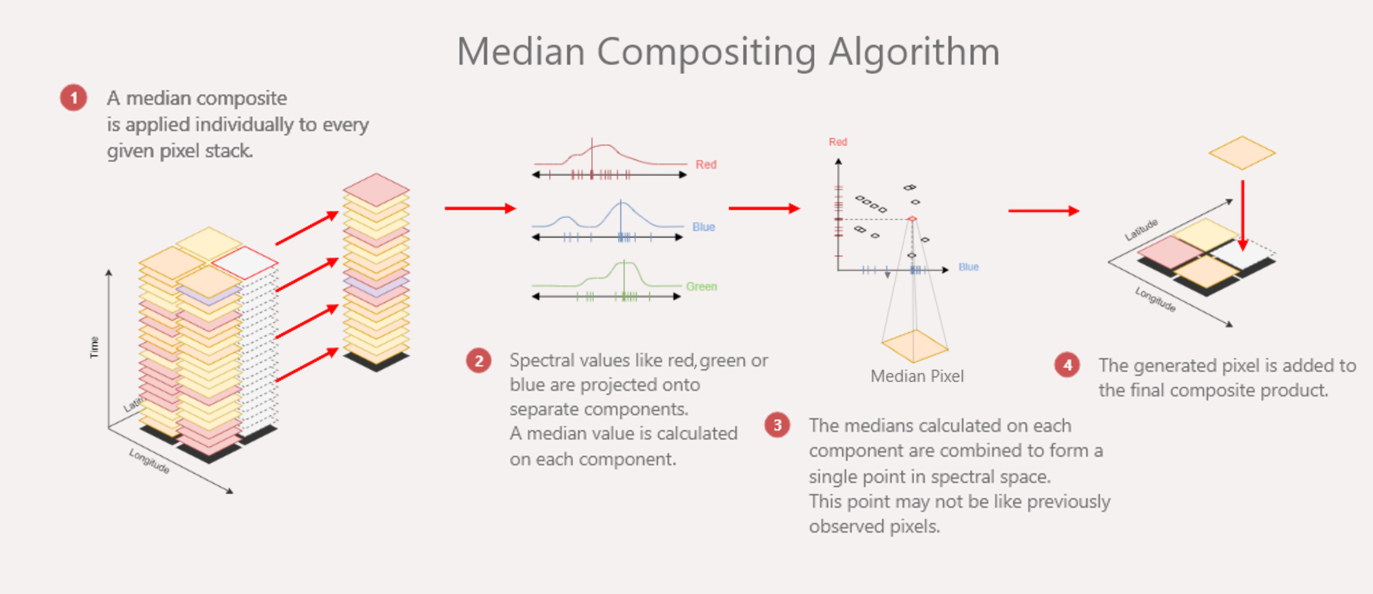 Median Compositing Algorithm
1
A median composite
is applied individually to every
given pixel stack.
Time
Latit
Longitude
Red
Blue
Green
2
Spectral values like red,green or
blue are projected onto
separate components.
A median value is calculated
on each component.
Red
Blue
Median Pixel
3
The medians calculated on each
component are combined to form a
single point in spectral space.
This point may not be like previously
observed pixels.
Latitude
Longitude
4
The generated pixel is added to
the final composite product.